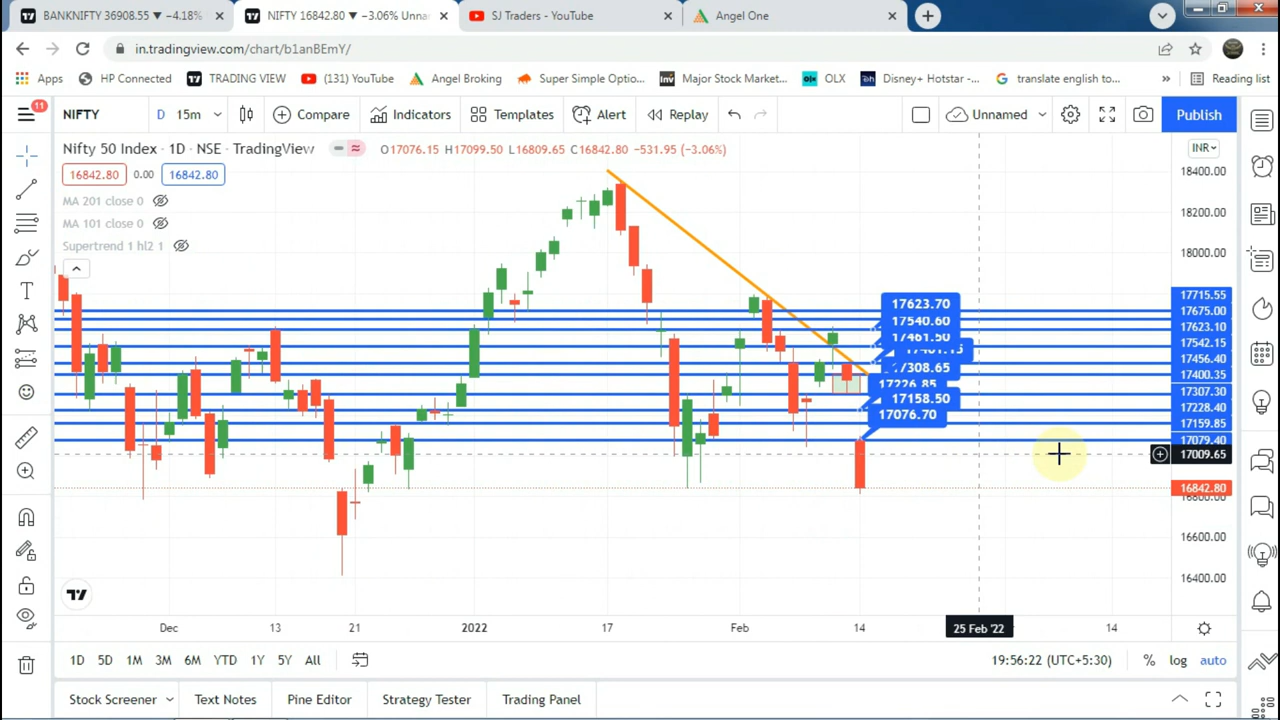 BANKNIFTY 36908.55 ▼ −4.18%
NIFTY 16842.80 ▼ −3.06% Unna
SJ Traders - YouTube
Angel One
in.tradingview.com/chart/b1anBEmY/
Apps
HP Connected
TRADING VIEW
(131) YouTube
Angel Broking
Super Simple Optio...
Major Stock Market...
OLX
Disney+ Hotstar -...
translate english to...
»
Reading list
11
NIFTY
D 15m
Compare
Indicators
Templates
Alert
Replay
Unnamed
Publish
Nifty 50 Index · 1D · NSE · TradingView
O17076.15 H17099.50 L16809.65 C16842.80 −531.95 (−3.06%)
INR
16842.80 0.00 16842.80
MA 201 close 0
MA 101 close 0
Supertrend 1 hl2 1
18400.00
18200.00
18000.00
17715.55
17675.00
17623.10
17542.15
17456.40
17400.35
17307.30
17228.40
17159.85
17079.40
17009.65
16842.80
16800.00
16600.00
16400.00
17623.70
17540.60
17461.50
17308.65
17226.85
17158.50
17076.70
Dec 13 21 2022 17 Feb 14 25 Feb '22 14
1D 5D 1M 3M 6M YTD 1Y 5Y All
19:56:22 (UTC+5:30) % log auto
Stock Screener Text Notes Pine Editor Strategy Tester Trading Panel